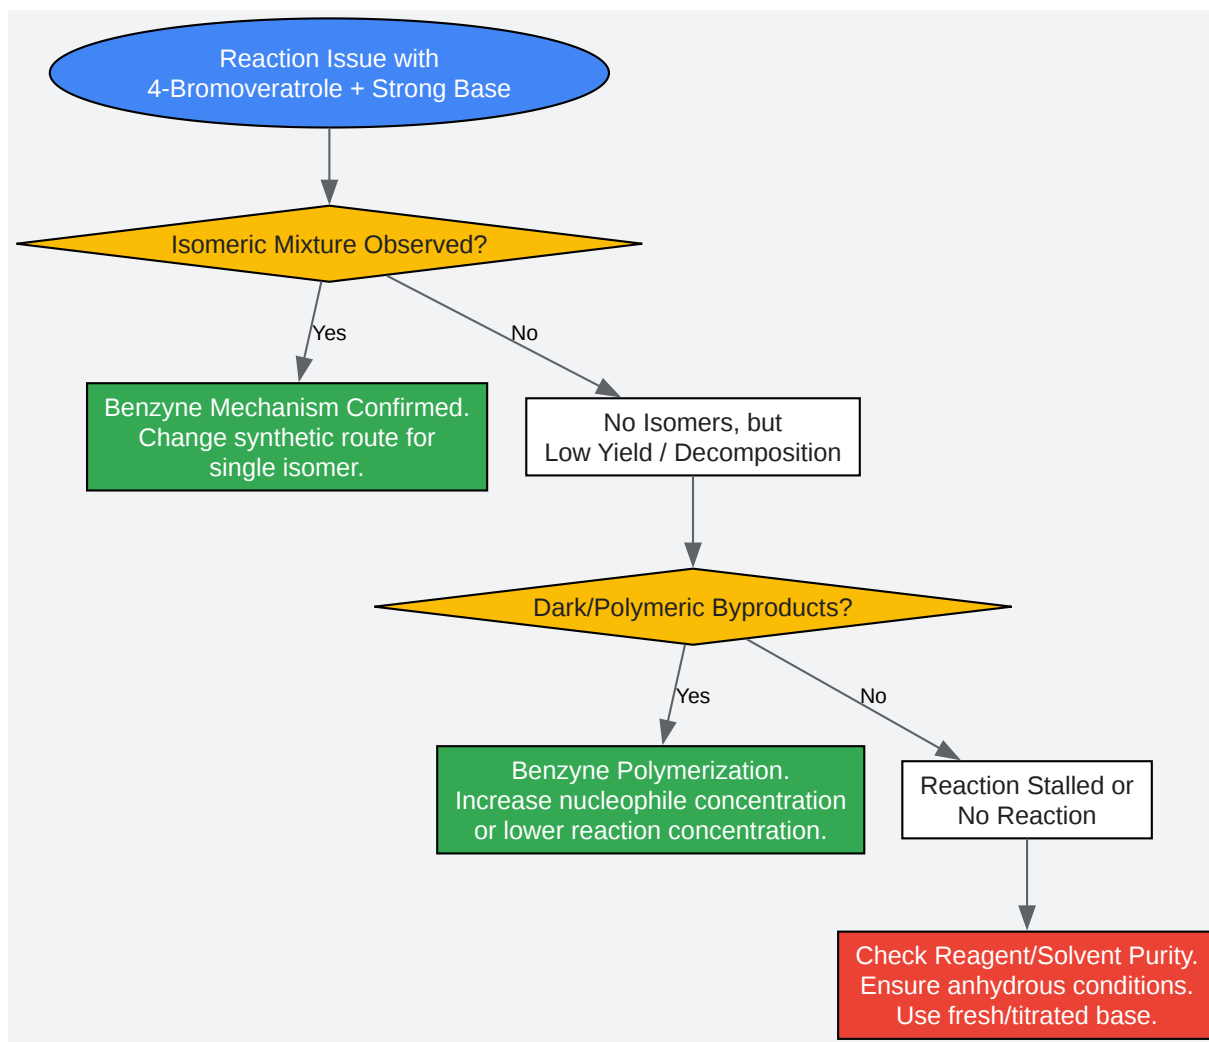 Reaction Issue with
4-Bromoveratrole + Strong Base
Isomeric Mixture Observed?
Yes
No
Benzyne Mechanism Confirmed.
Change synthetic route for
single isomer.
No Isomers, but
Low Yield / Decomposition
Dark/Polymeric Byproducts?
Yes
No
Benzyne Polymerization.
Increase nucleophile concentration
or lower reaction concentration.
Reaction Stalled or
No Reaction
Check Reagent/Solvent Purity.
Ensure anhydrous conditions.
Use fresh/titrated base.